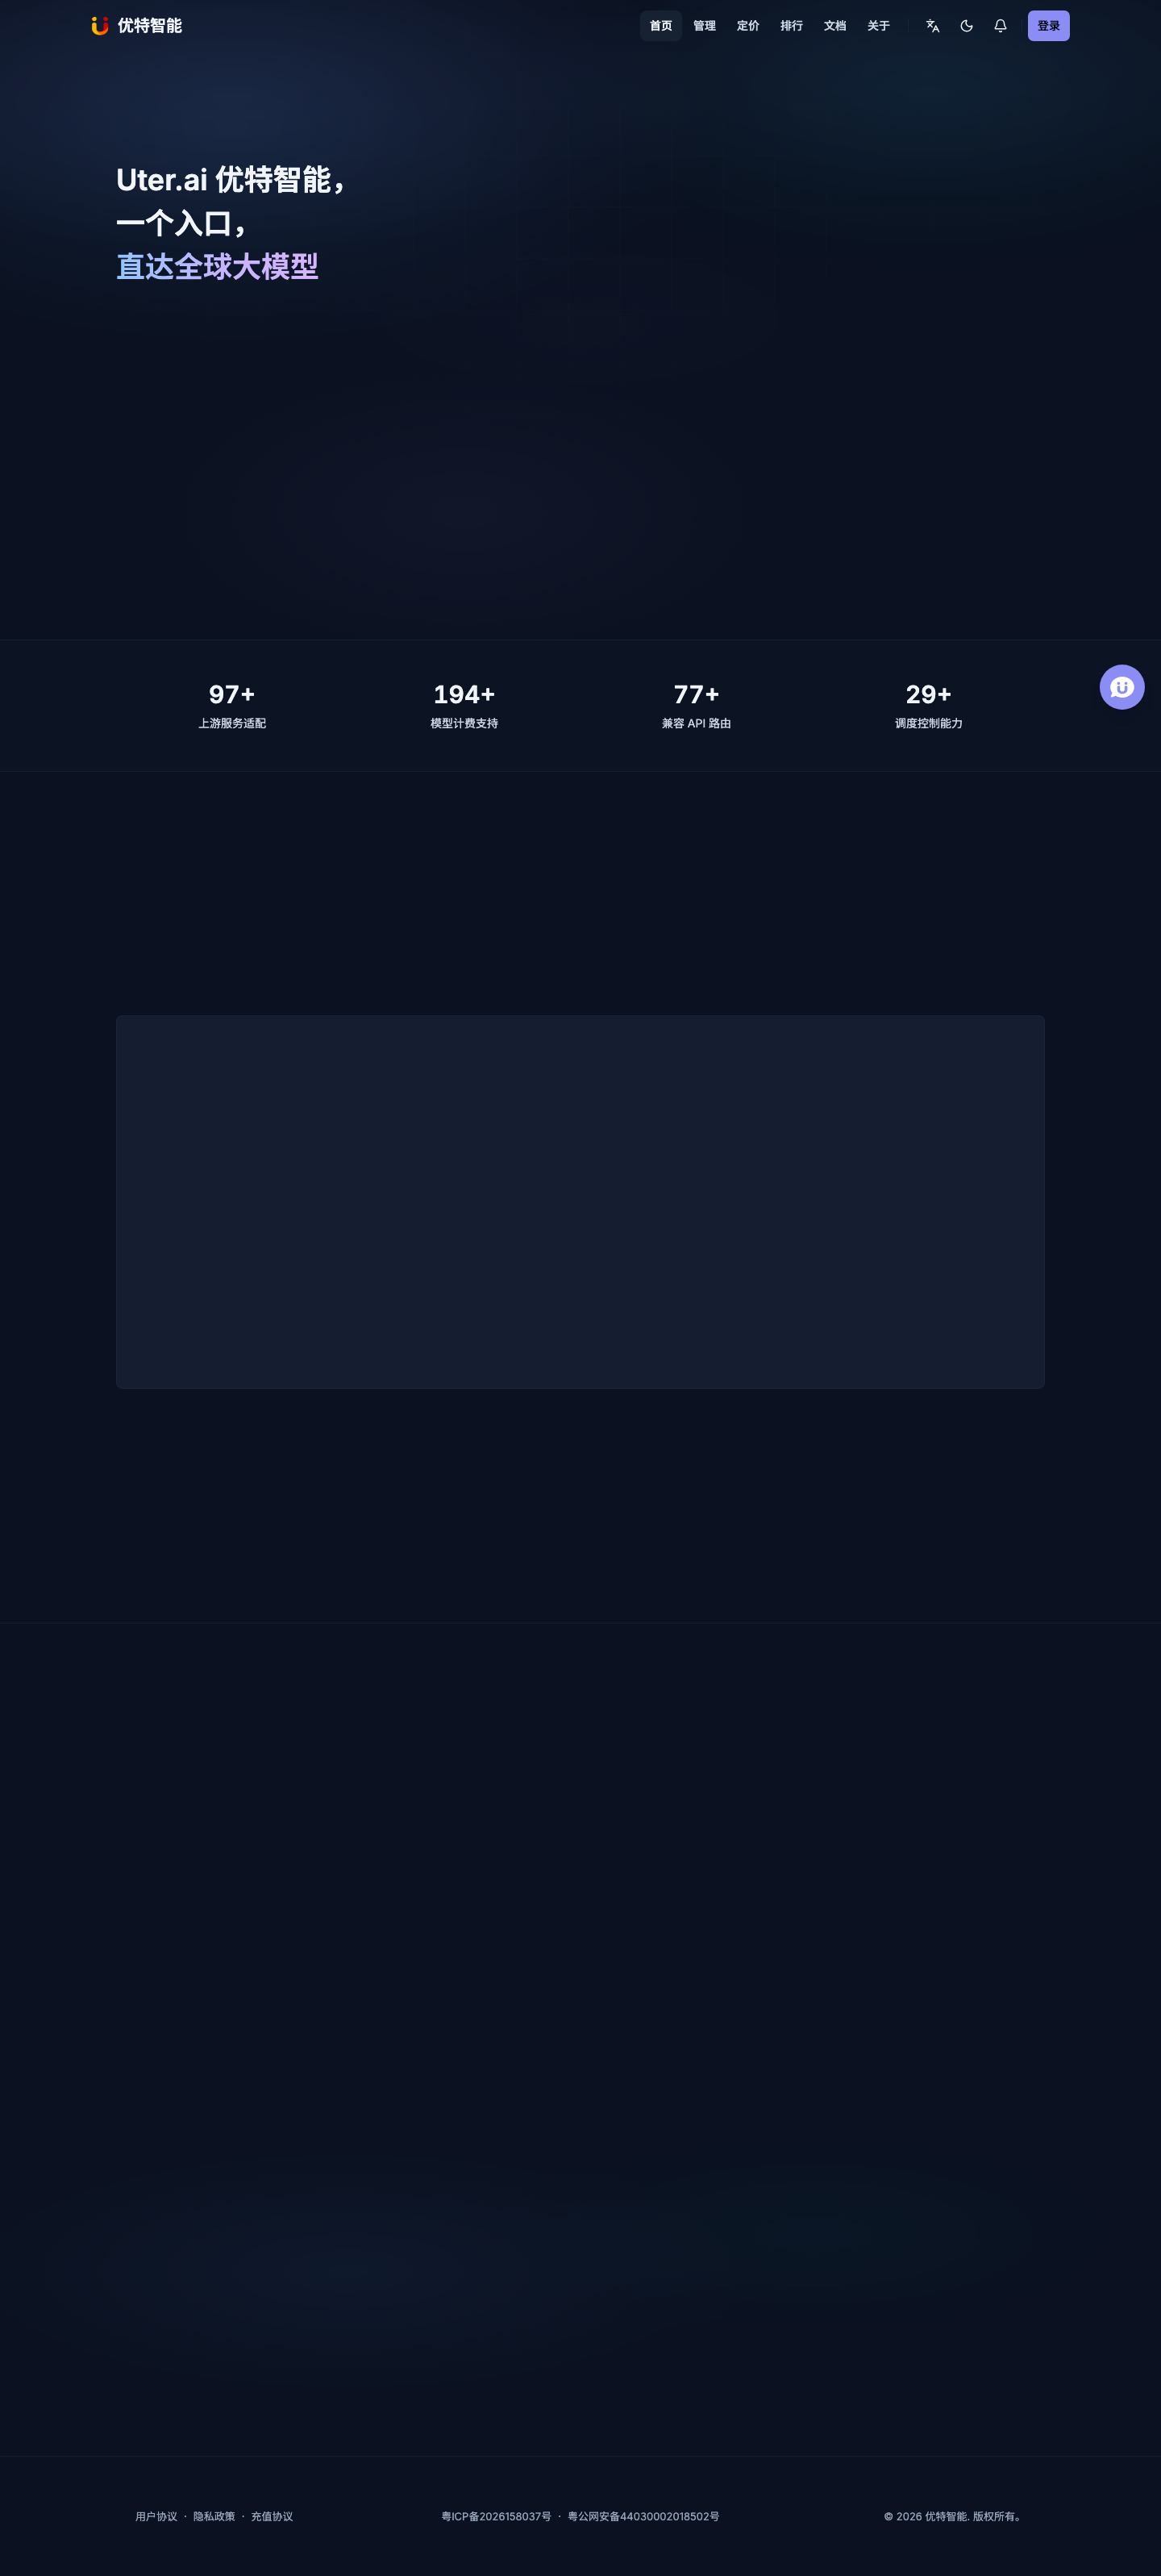 优特智能
首页 管理 定价 排行 文档 关于 登录
Uter.ai 优特智能，
一个入口，
直达全球大模型
97+ 194+ 77+ 29+
上游服务适配 模型计费支持 兼容 API 路由 调度控制能力
用户协议 · 隐私政策 · 充值协议 粤ICP备2026158037号 · 粤公网安备44030002018502号 © 2026 优特智能. 版权所有。